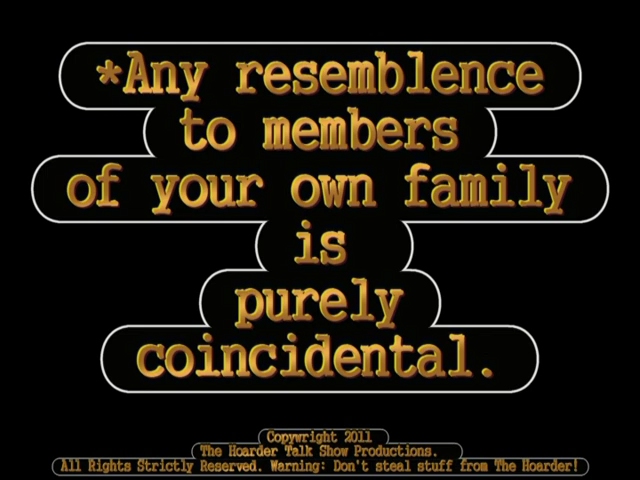 *Any resemblence
to members
of your own family
is
purely
coincidental.
Copywright 2011
The Hoarder Talk Show Productions.
All Rights Strictly Reserved. Warning: Don't steal stuff from The Hoarder!